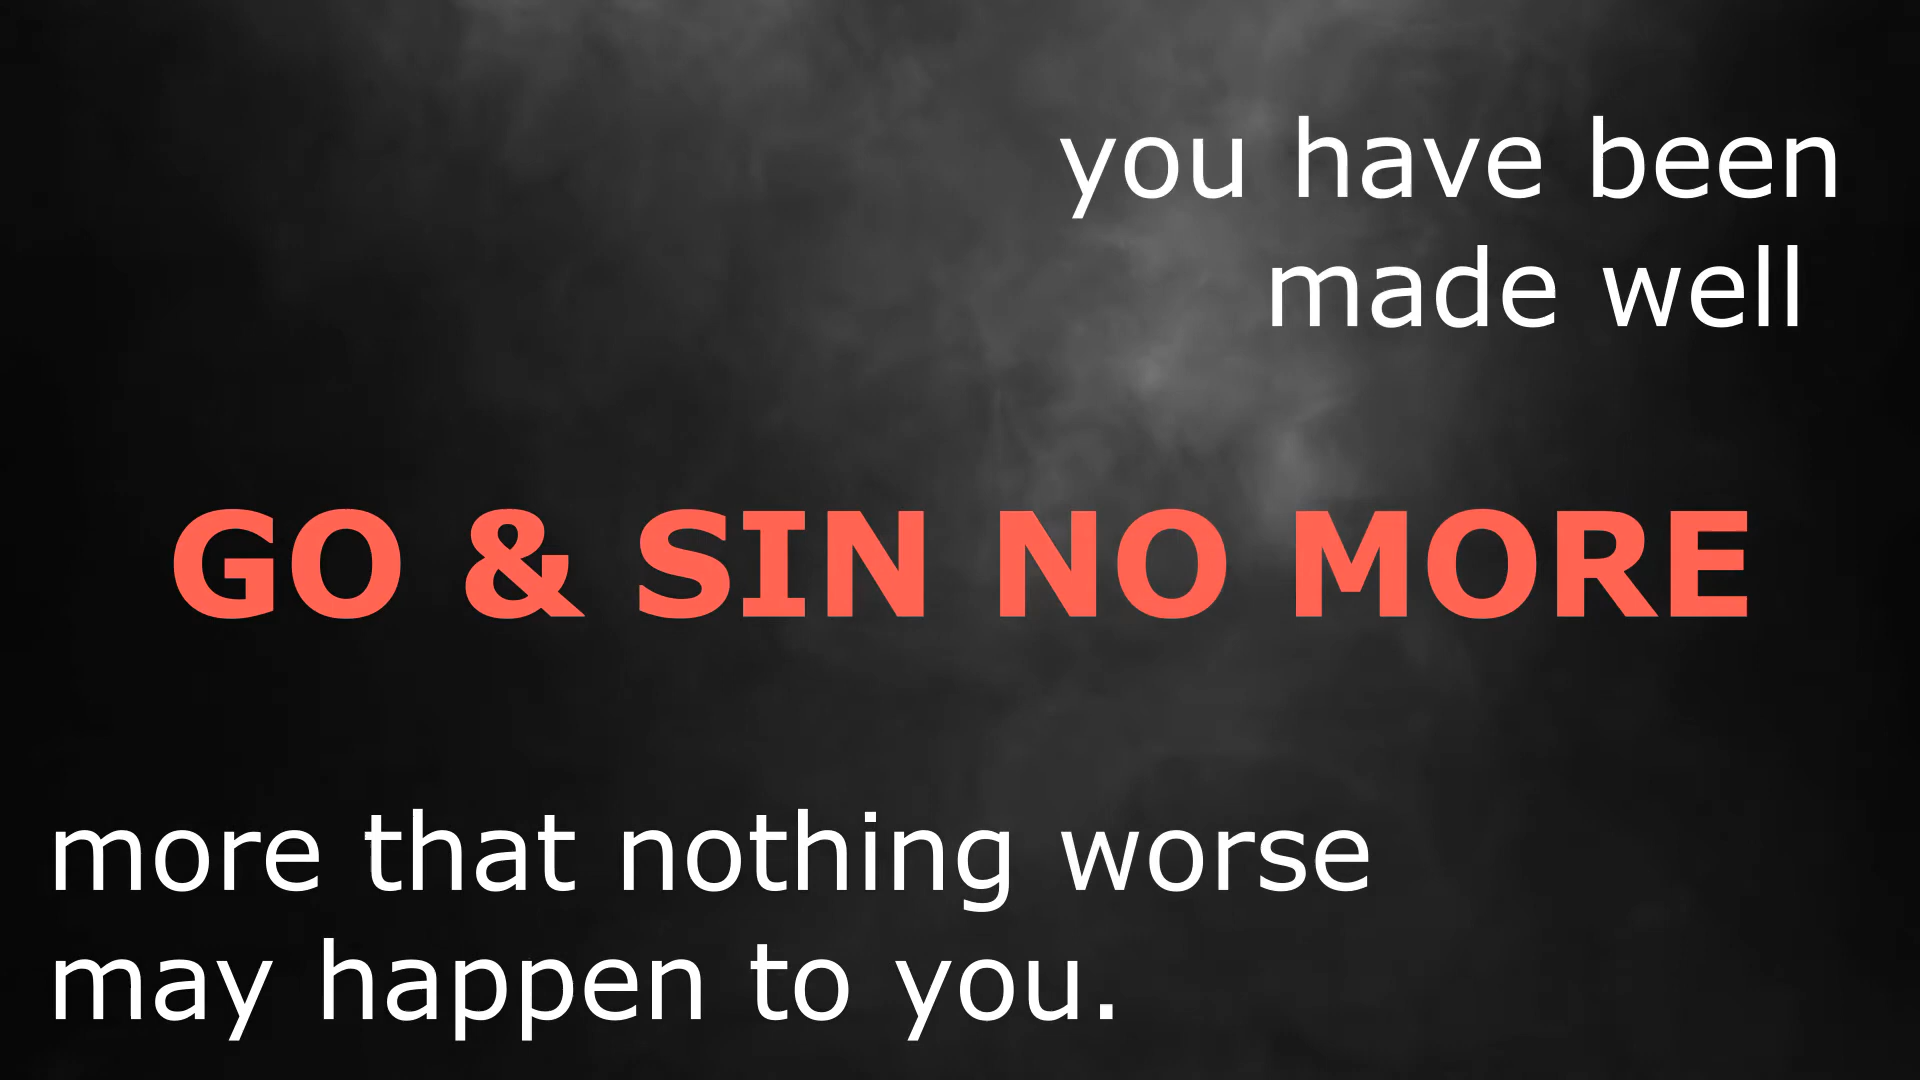 you have been
made well
GO & SIN NO MORE
more that nothing worse
may happen to you.